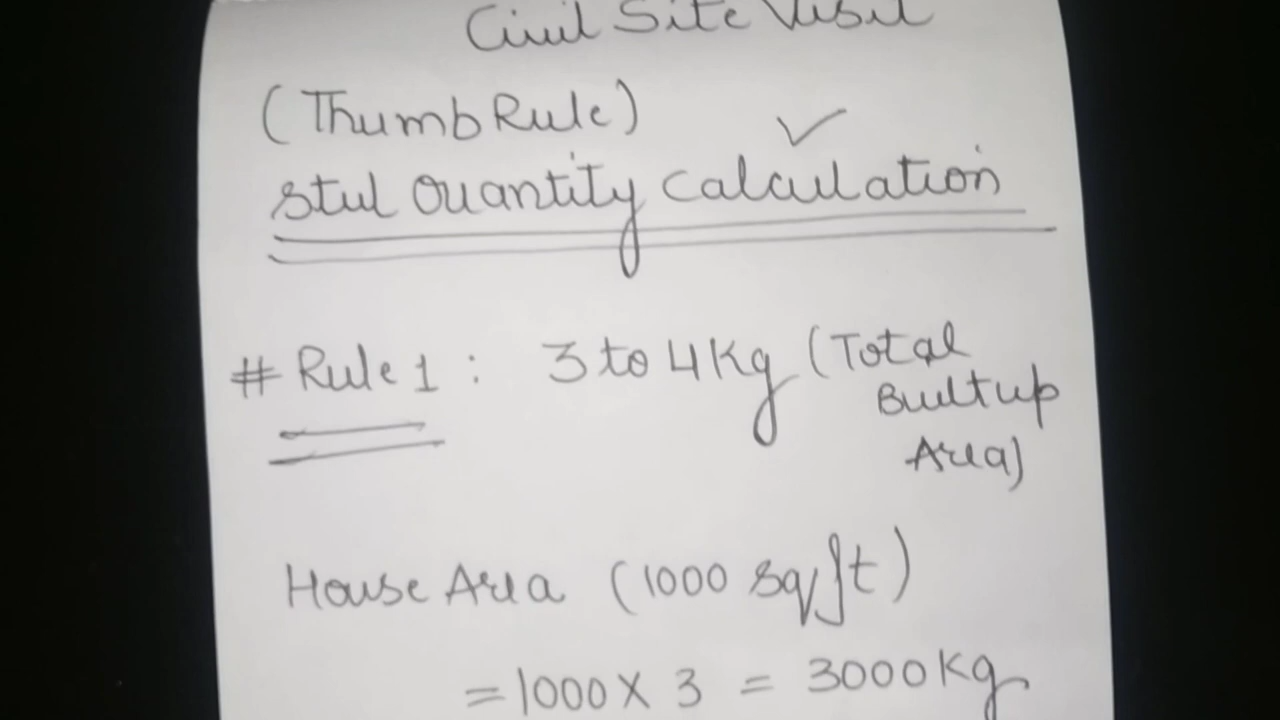 Civil Site Visit
(Thumb Rule)
Steel Quantity Calculation
# Rule 1 : 3 to 4 Kg (Total
Builtup
Area)
House Area (1000 sqft)
= 1000 X 3 = 3000 kg